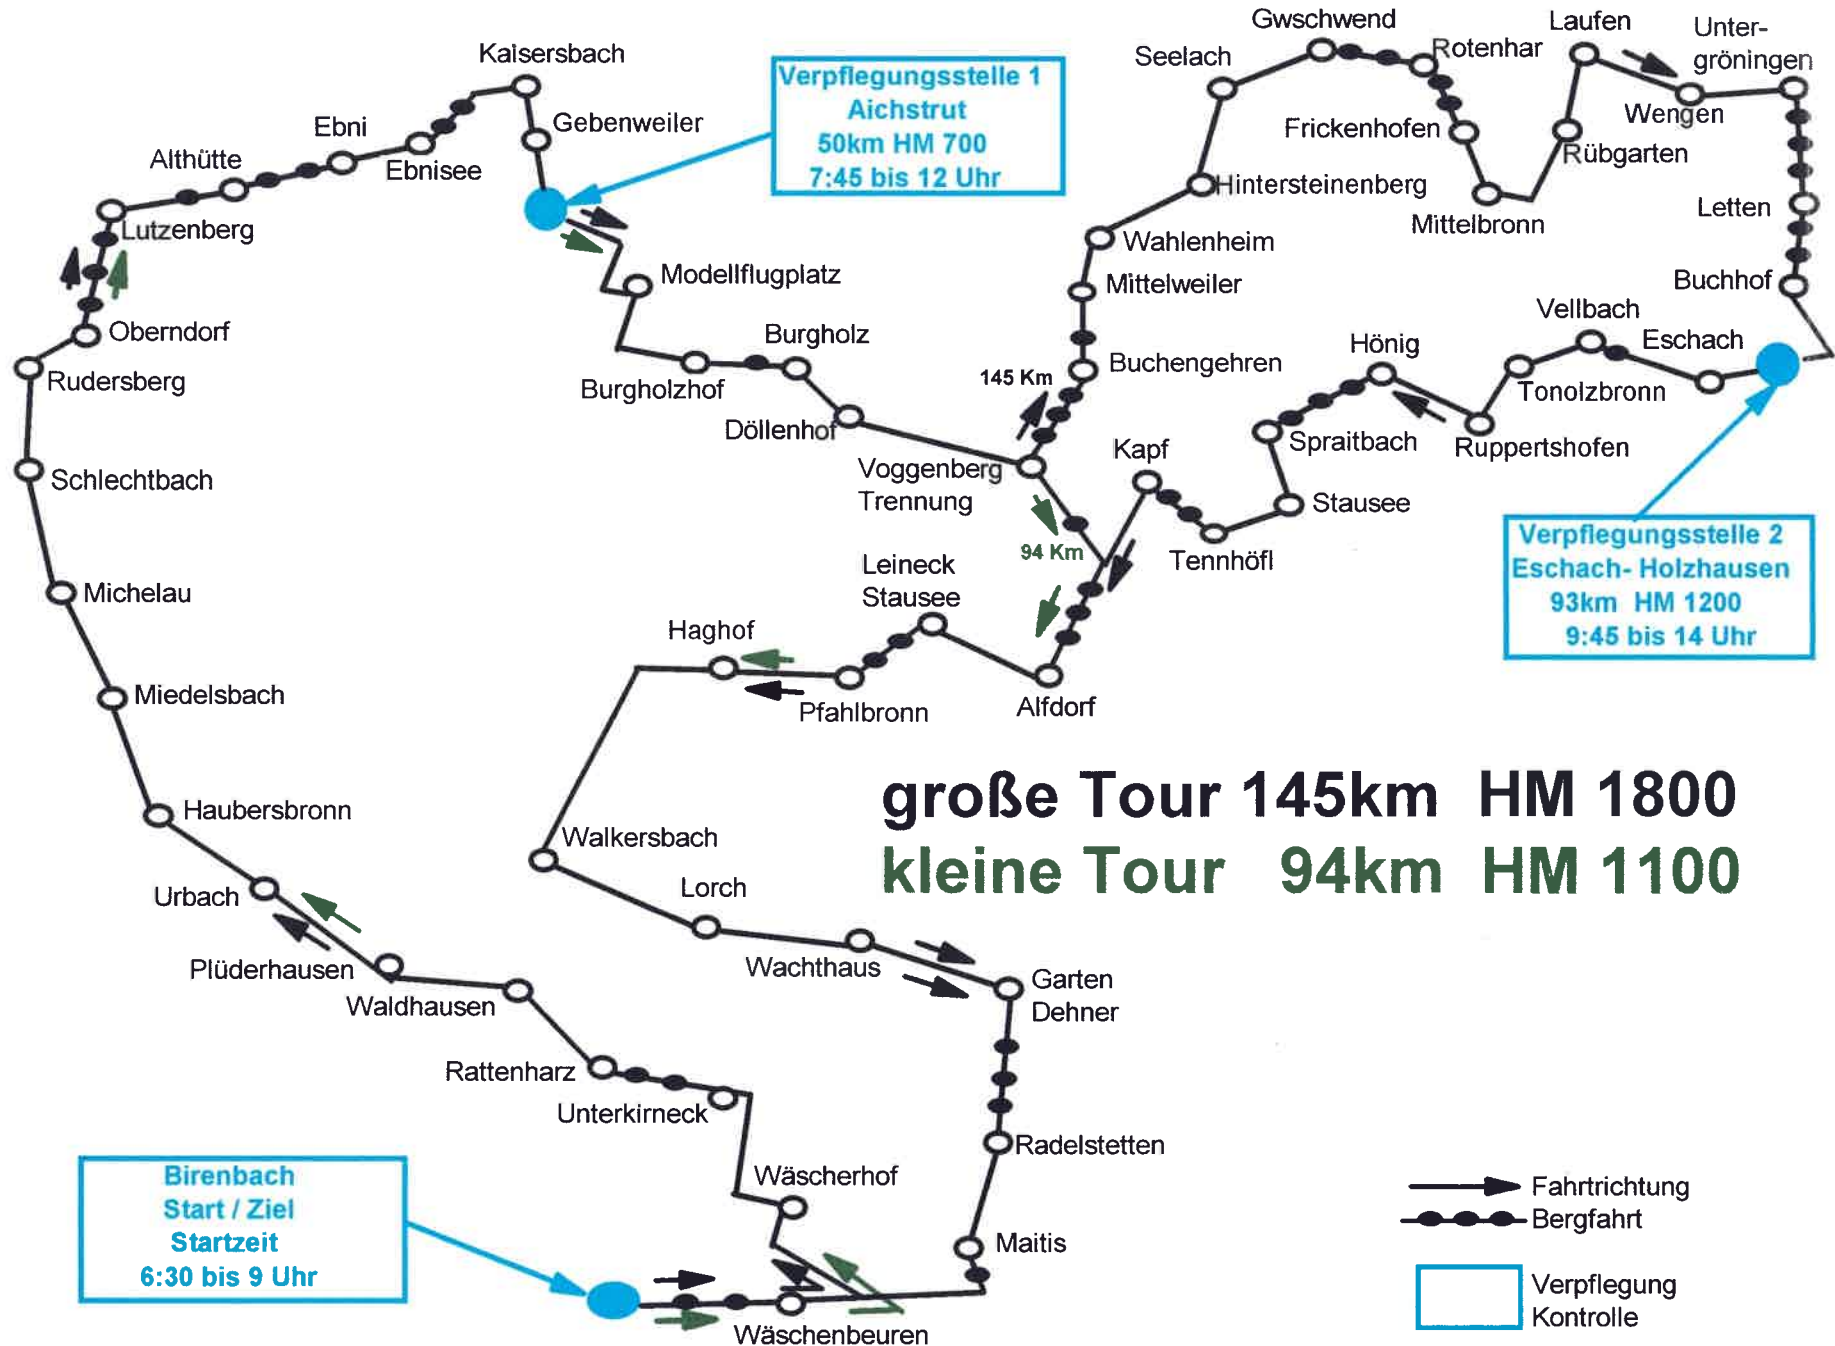 Gwschwend
Laufen
Unter-
gröningen
Kaisersbach
Seelach
Rotenhar
Verpflegungsstelle 1
Aichstrut
50km HM 700
7:45 bis 12 Uhr
Wengen
Ebni
Gebenweiler
Frickenhofen
Althütte
Ebnisee
Rübgarten
Hintersteinenberg
Letten
Lutzenberg
Mittelbronn
Wahlenheim
Modellflugplatz
Mittelweiler
Buchhof
Oberndorf
Burgholz
Vellbach
Eschach
Hönig
Rudersberg
Burgholzhof
145 Km
Buchengehren
Tonolzbronn
Döllenhof
Spraitbach
Ruppertshofen
Kapf
Voggenberg
Trennung
Schlechtbach
Stausee
94 Km
Tennhöfl
Verpflegungsstelle 2
Eschach- Holzhausen
93km HM 1200
9:45 bis 14 Uhr
Leineck
Stausee
Michelau
Haghof
Miedelsbach
Pfahlbronn
Alfdorf
große Tour 145km HM 1800
kleine Tour 94km HM 1100
Haubersbronn
Walkersbach
Urbach
Lorch
Plüderhausen
Wachthaus
Garten
Dehner
Waldhausen
Rattenharz
Unterkirneck
Radelstetten
Wäscherhof
Birenbach
Start / Ziel
Startzeit
6:30 bis 9 Uhr
Maitis
Wäschenbeuren
Fahrtrichtung
Bergfahrt
Verpflegung
Kontrolle